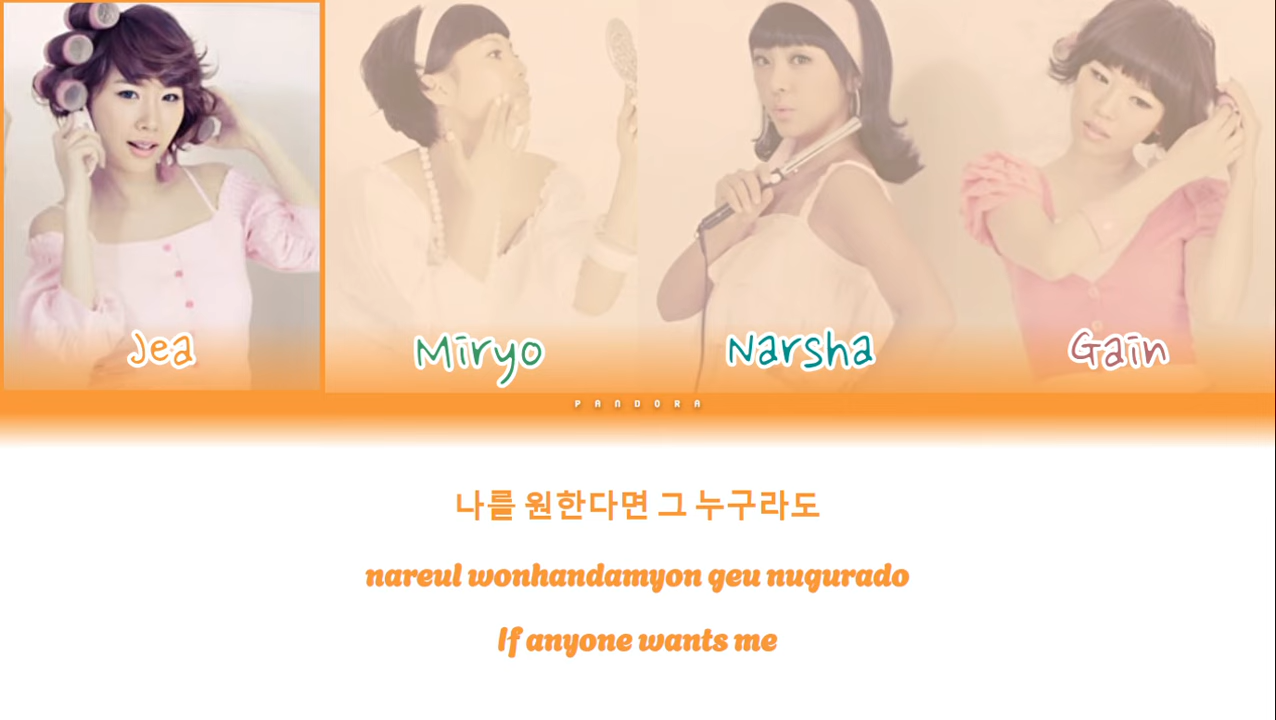 Jea Miryo Narsha Gain
PANDORA
나를 원한다면 그 누구라도
nareul wonhandamyon geu nugurado
If anyone wants me